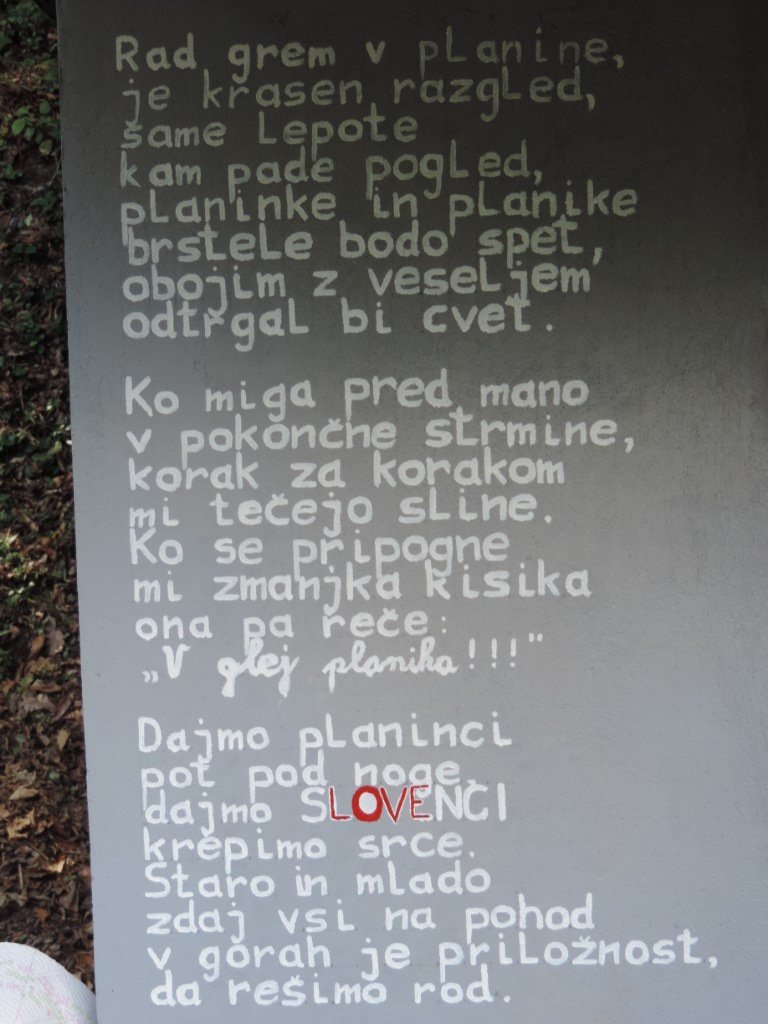 Rad grem v planine,
je krasen razgled,
same lepote
kam pade pogled,
planinke in planike
brstele bodo spet,
obojim z veseljem
odtrgal bi cvet.
Ko miga pred mano
v pokončne strmine,
korak za korakom
mi tečejo sline.
Ko se pripogne
mi zmanjka kisika
ona pa reče:
„V glej planika!!!"
Dajmo planinci
pot pod noge,
dajmo SLOVENCI
krepimo srce.
Staro in mlado
zdaj vsi na pohod
v gorah je priložnost,
da rešimo rod.